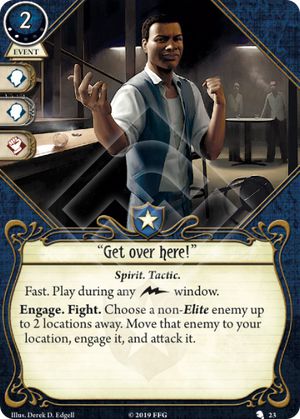 2
EVENT
"Get over here!"
Spirit. Tactic.
Fast. Play during any window.
Engage. Fight. Choose a non-Elite enemy up
to 2 locations away. Move that enemy to your
location, engage it, and attack it.
Illus. Derek D. Edgell © 2019 FFG 23